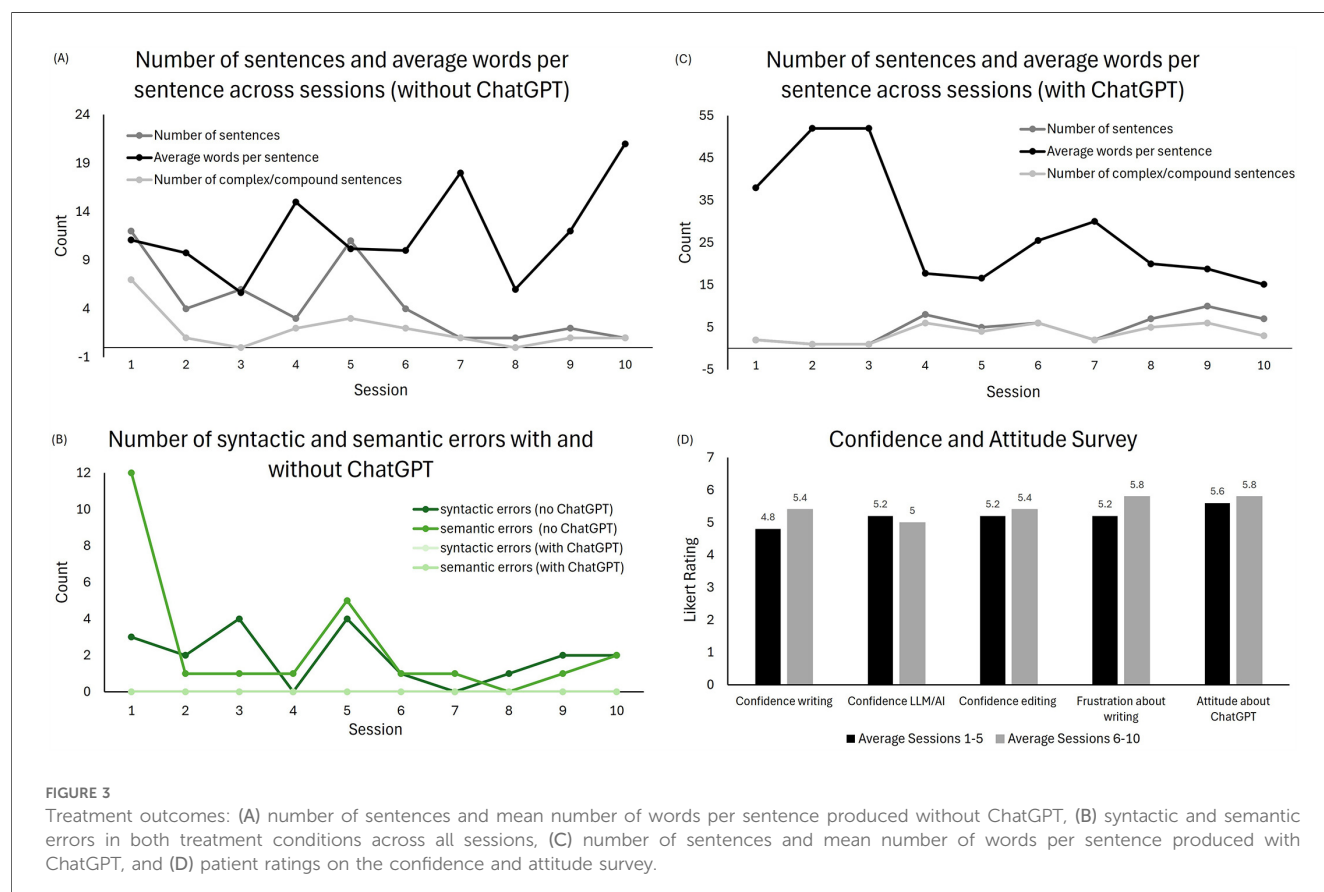 (A)
Number of sentences and average words per
sentence across sessions (without ChatGPT)
24
19
14
9
4
-1
Count
Number of sentences
Average words per sentence
Number of complex/compound sentences
1 2 3 4 5 6 7 8 9 10
Session
(C)
Number of sentences and average words per
sentence across sessions (with ChatGPT)
55
45
35
25
15
5
-5
Count
Number of sentences
Average words per sentence
Number of complex/compound sentences
1 2 3 4 5 6 7 8 9 10
Session
(B)
Number of syntactic and semantic errors with and
without ChatGPT
12
10
8
6
4
2
0
Count
syntactic errors (no ChatGPT)
semantic errors (no ChatGPT)
syntactic errors (with ChatGPT)
semantic errors (with ChatGPT)
1 2 3 4 5 6 7 8 9 10
Session
(D)
Confidence and Attitude Survey
7
6
5
4
3
2
1
0
Likert Rating
4.8 5.4 5.2 5 5.2 5.4 5.2 5.8 5.6 5.8
Confidence writing Confidence LLM/AI Confidence editing Frustration about Attitude about
writing ChatGPT
Average Sessions 1-5 Average Sessions 6-10
FIGURE 3
Treatment outcomes: (A) number of sentences and mean number of words per sentence produced without ChatGPT, (B) syntactic and semantic
errors in both treatment conditions across all sessions, (C) number of sentences and mean number of words per sentence produced with
ChatGPT, and (D) patient ratings on the confidence and attitude survey.